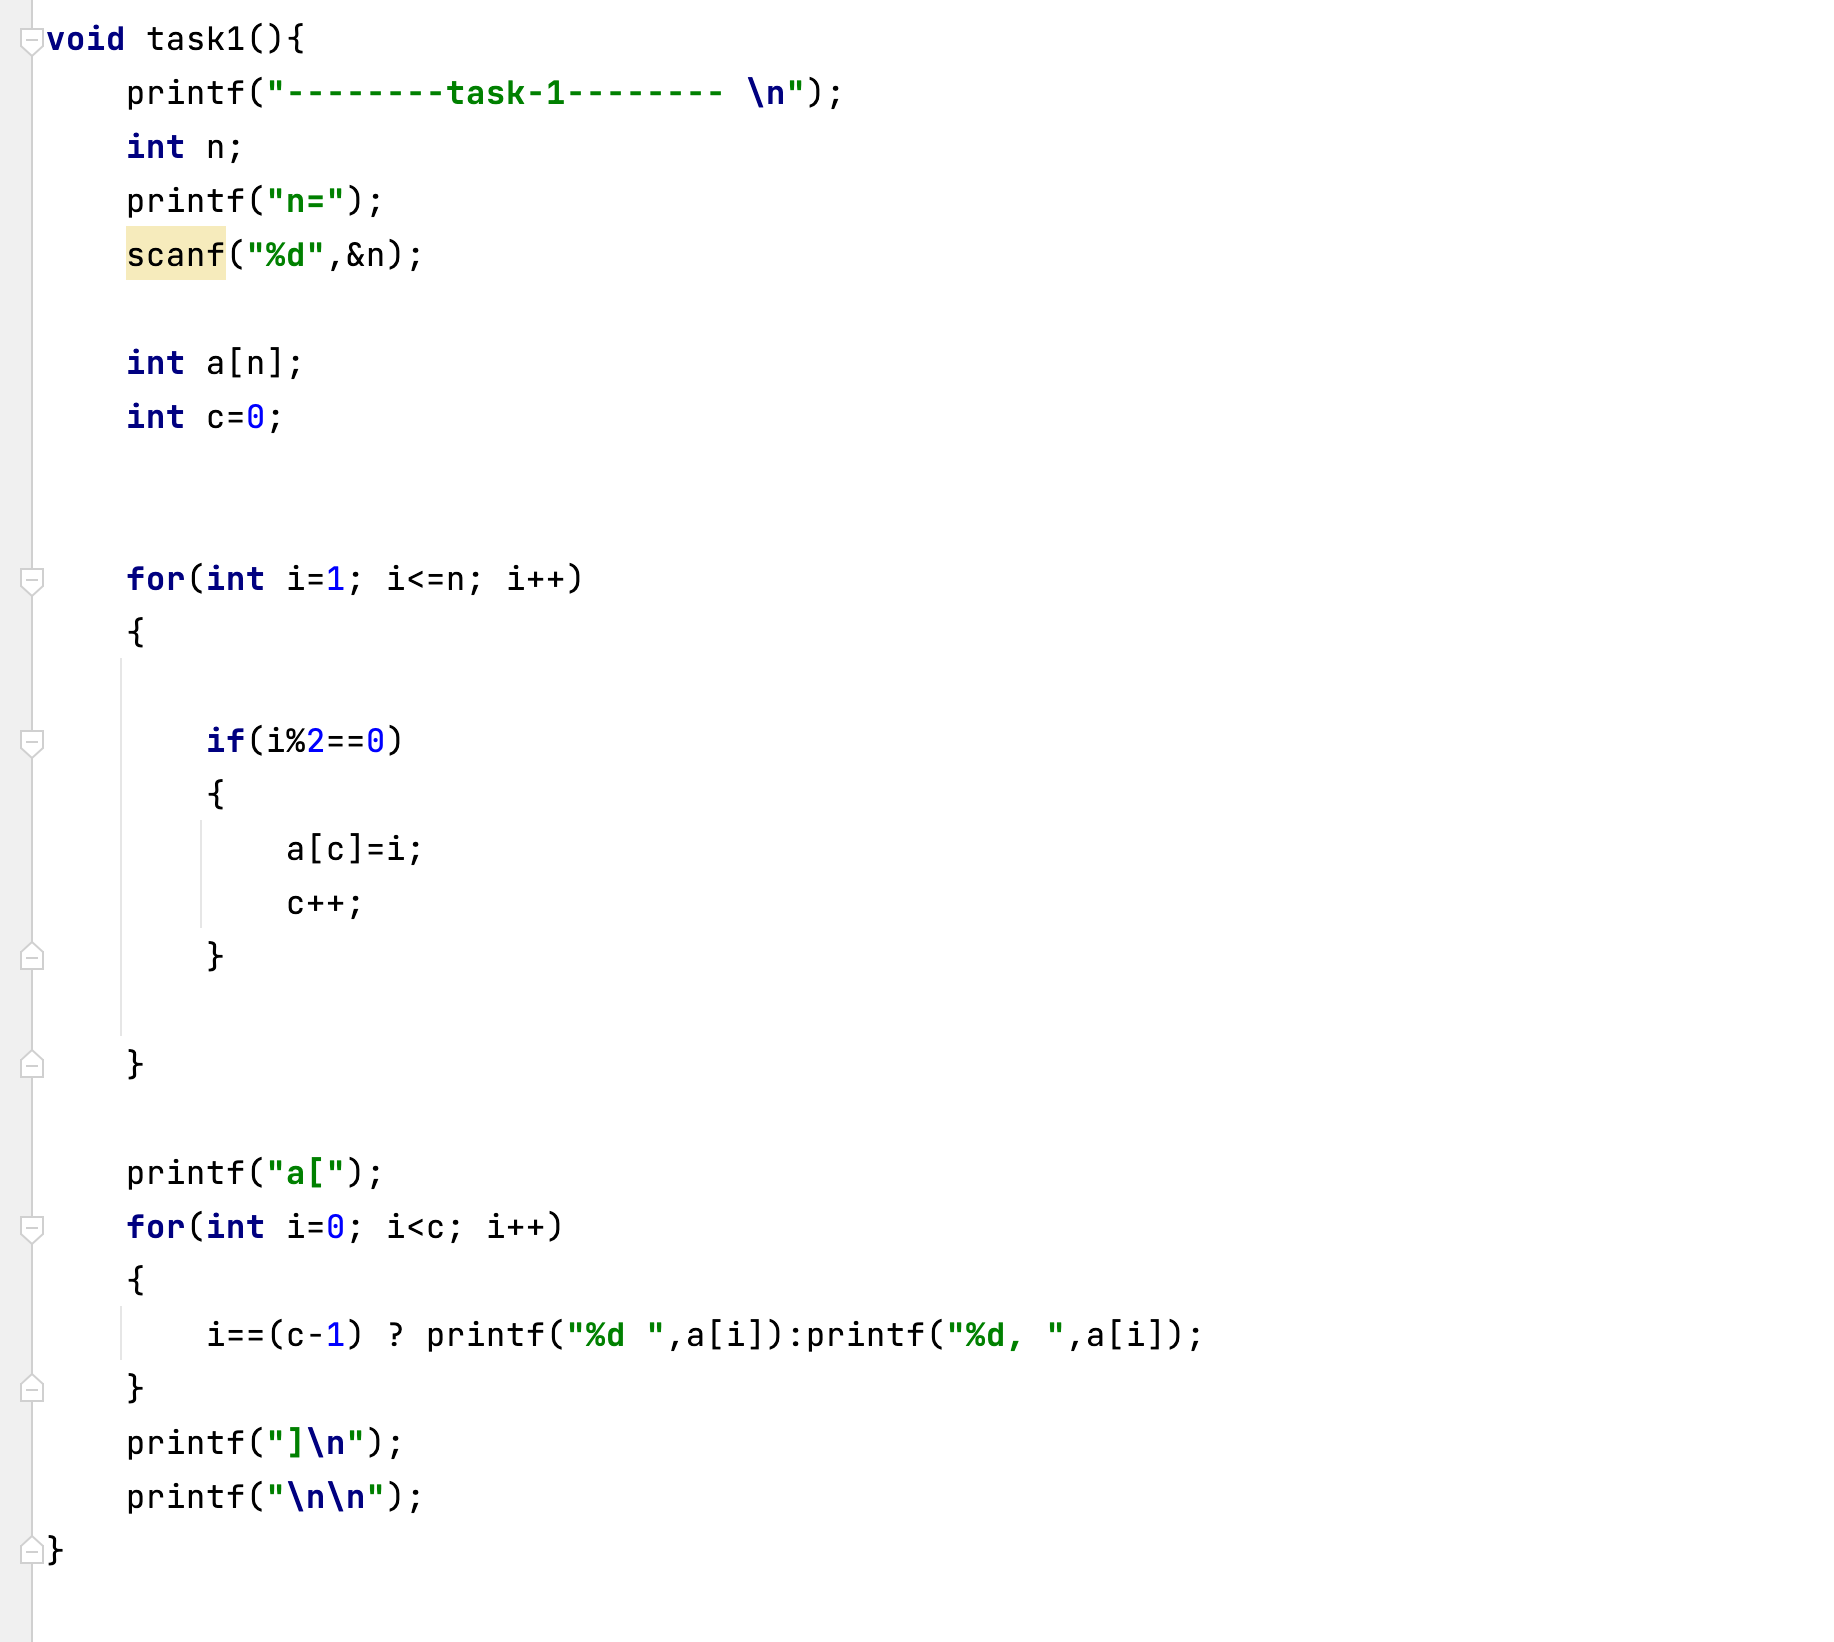 void task1(){
    printf("--------task-1-------- \n");
    int n;
    printf("n=");
    scanf("%d",&n);

    int a[n];
    int c=0;


    for(int i=1; i<=n; i++)
    {

        if(i%2==0)
        {
            a[c]=i;
            c++;
        }

    }

    printf("a[");
    for(int i=0; i<c; i++)
    {
        i==(c-1) ? printf("%d ",a[i]):printf("%d, ",a[i]);
    }
    printf("]\n");
    printf("\n\n");
}